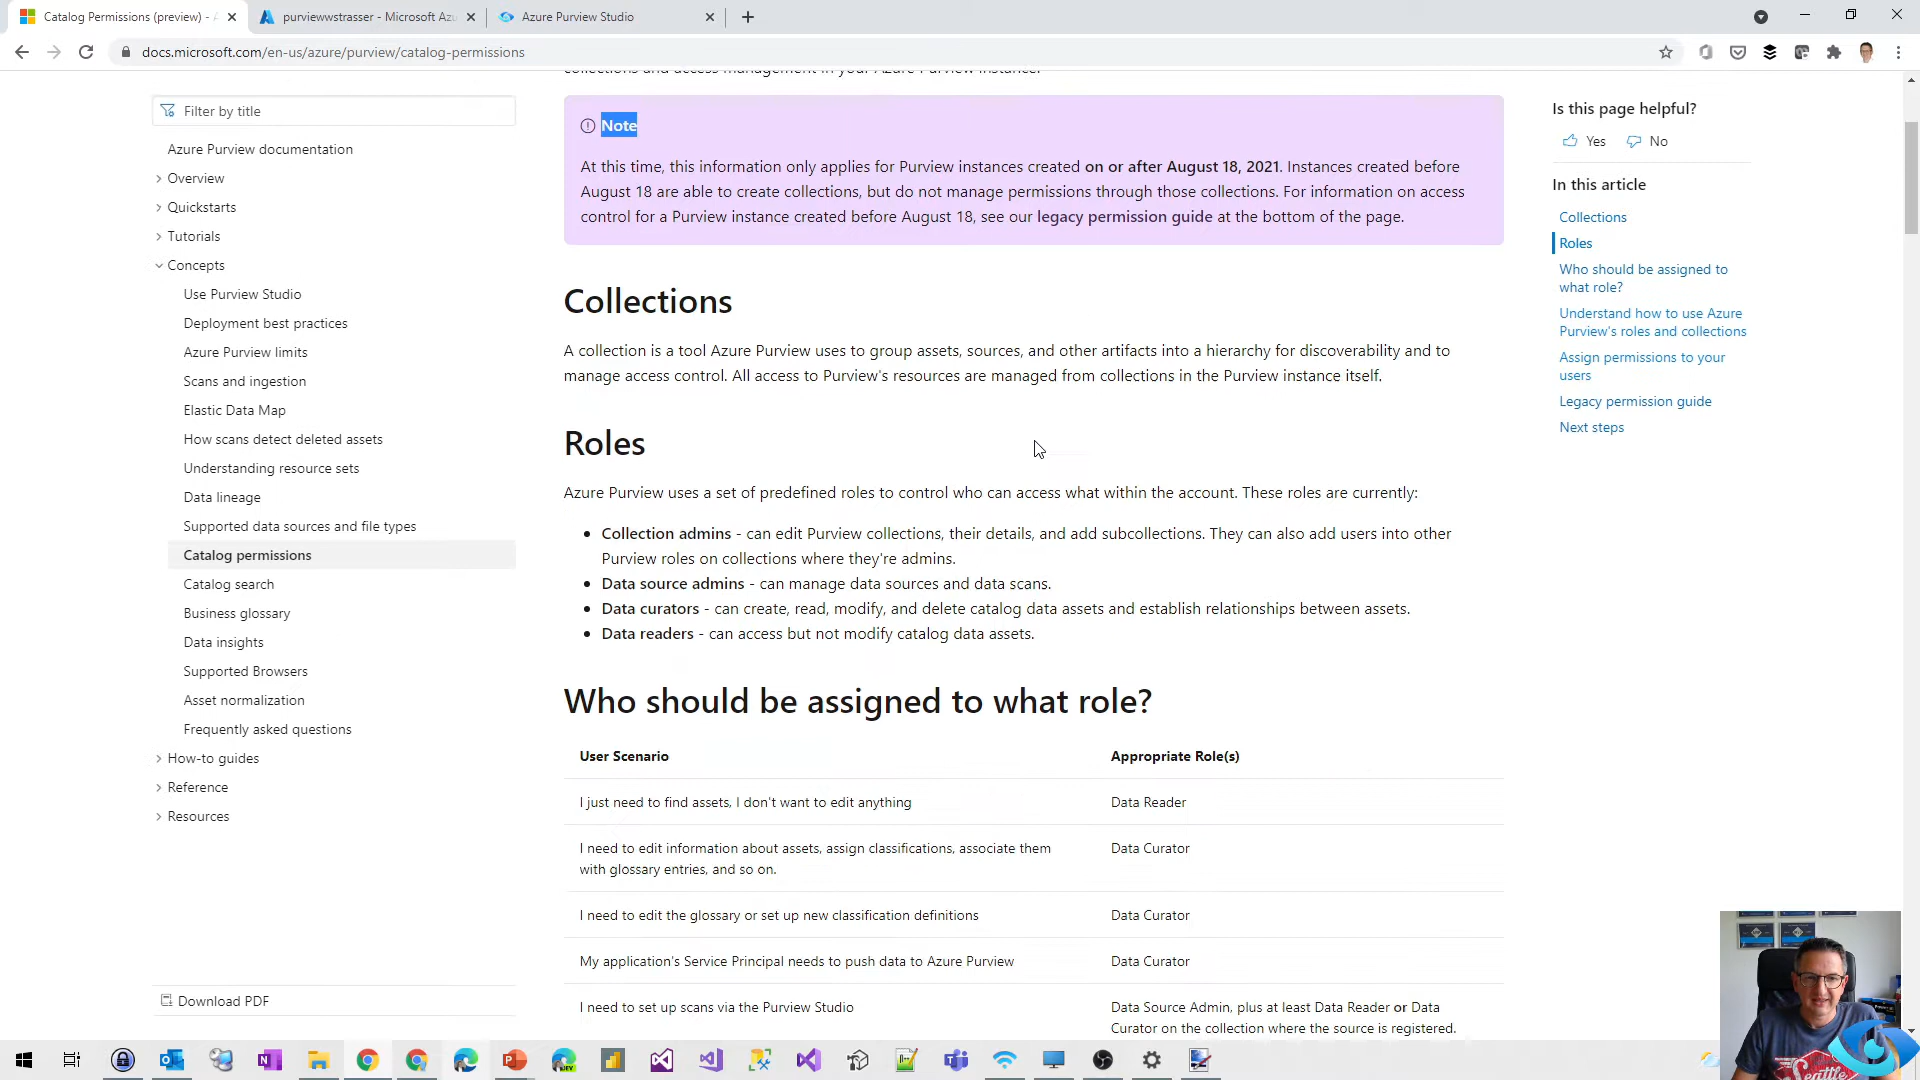 Catalog Permissions (preview) -
purviewwstrasser - Microsoft Azu
Azure Purview Studio
docs.microsoft.com/en-us/azure/purview/catalog-permissions
collections and access management in your Azure Purview instance.
Filter by title
Azure Purview documentation
Overview
Quickstarts
Tutorials
Concepts
Use Purview Studio
Deployment best practices
Azure Purview limits
Scans and ingestion
Elastic Data Map
How scans detect deleted assets
Understanding resource sets
Data lineage
Supported data sources and file types
Catalog permissions
Catalog search
Business glossary
Data insights
Supported Browsers
Asset normalization
Frequently asked questions
How-to guides
Reference
Resources
Download PDF
Note
At this time, this information only applies for Purview instances created on or after August 18, 2021. Instances created before
August 18 are able to create collections, but do not manage permissions through those collections. For information on access
control for a Purview instance created before August 18, see our legacy permission guide at the bottom of the page.
Collections
A collection is a tool Azure Purview uses to group assets, sources, and other artifacts into a hierarchy for discoverability and to
manage access control. All access to Purview's resources are managed from collections in the Purview instance itself.
Roles
Azure Purview uses a set of predefined roles to control who can access what within the account. These roles are currently:
Collection admins - can edit Purview collections, their details, and add subcollections. They can also add users into other
Purview roles on collections where they're admins.
Data source admins - can manage data sources and data scans.
Data curators - can create, read, modify, and delete catalog data assets and establish relationships between assets.
Data readers - can access but not modify catalog data assets.
Who should be assigned to what role?
User Scenario
Appropriate Role(s)
I just need to find assets, I don't want to edit anything
Data Reader
I need to edit information about assets, assign classifications, associate them
with glossary entries, and so on.
Data Curator
I need to edit the glossary or set up new classification definitions
Data Curator
My application's Service Principal needs to push data to Azure Purview
Data Curator
I need to set up scans via the Purview Studio
Data Source Admin, plus at least Data Reader or Data
Curator on the collection where the source is registered.
Is this page helpful?
Yes
No
In this article
Collections
Roles
Who should be assigned to
what role?
Understand how to use Azure
Purview's roles and collections
Assign permissions to your
users
Legacy permission guide
Next steps
Seattle